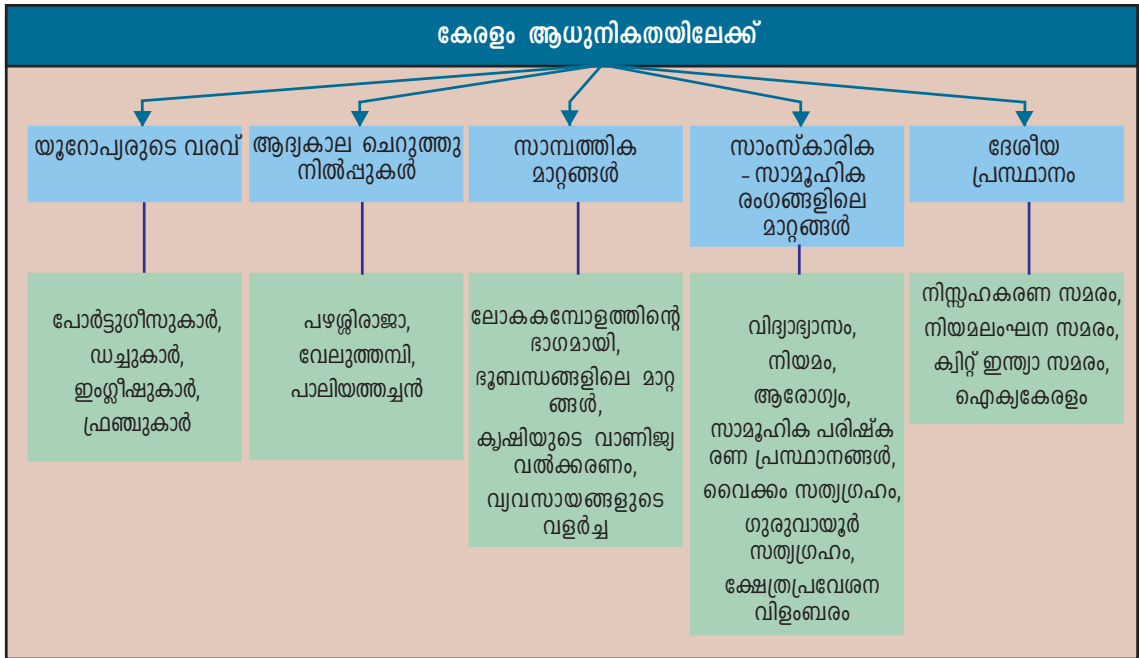 കേരളം ആധുനികതയിലേക്ക്
യൂറോപ്യരുടെ വരവ്
ആദ്യകാല ചെറുത്തു
നിൽപ്പുകൾ
സാമ്പത്തിക
മാറ്റങ്ങൾ
സാംസ്കാരിക
- സാമൂഹിക
രംഗങ്ങളിലെ
മാറ്റങ്ങൾ
ദേശീയ
പ്രസ്ഥാനം
പോർട്ടുഗീസുകാർ,
ഡച്ചുകാർ,
ഇംഗ്ലീഷുകാർ,
ഫ്രഞ്ചുകാർ
പഴശ്ശിരാജാ,
വേലുത്തമ്പി,
പാലിയത്തച്ചൻ
ലോകകമ്പോളത്തിന്റെ
ഭാഗമായി,
ഭൂബന്ധങ്ങളിലെ മാറ്റ
ങ്ങൾ,
കൃഷിയുടെ വാണിജ്യ
വൽക്കരണം,
വ്യവസായങ്ങളുടെ
വളർച്ച
വിദ്യാഭ്യാസം,
നിയമം,
ആരോഗ്യം,
സാമൂഹിക പരിഷ്ക
രണ പ്രസ്ഥാനങ്ങൾ,
വൈക്കം സത്യഗ്രഹം,
ഗുരുവായൂർ
സത്യഗ്രഹം,
ക്ഷേത്രപ്രവേശന
വിളംബരം
നിസ്സഹകരണ സമരം,
നിയമലംഘന സമരം,
ക്വിറ്റ് ഇന്ത്യാ സമരം,
ഐക്യകേരളം